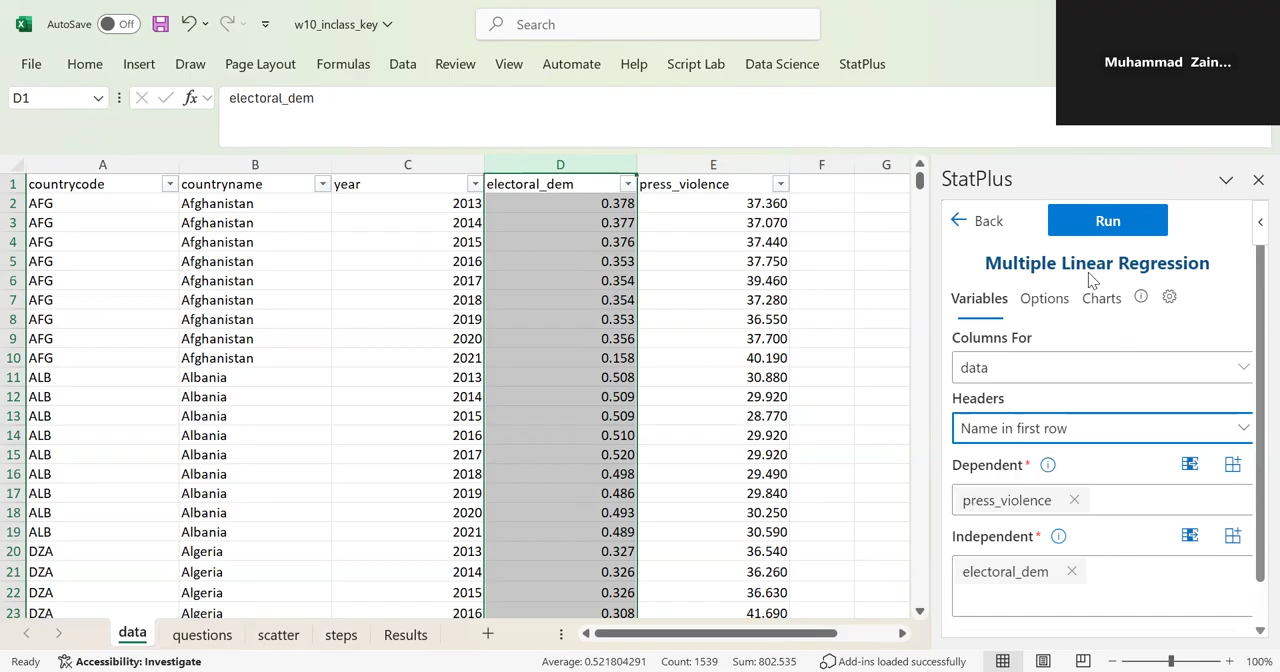 AutoSave Off w10_inclass_key Search
Muhammad Zain...
File Home Insert Draw Page Layout Formulas Data Review View Automate Help Script Lab Data Science StatPlus
D1 fx electoral_dem
A B C D E F G
1 countrycode countryname year electoral_dem press_violence
2 AFG Afghanistan 2013 0.378 37.360
3 AFG Afghanistan 2014 0.377 37.070
4 AFG Afghanistan 2015 0.376 37.440
5 AFG Afghanistan 2016 0.353 37.750
6 AFG Afghanistan 2017 0.354 39.460
7 AFG Afghanistan 2018 0.354 37.280
8 AFG Afghanistan 2019 0.353 36.550
9 AFG Afghanistan 2020 0.356 37.700
10 AFG Afghanistan 2021 0.158 40.190
11 ALB Albania 2013 0.508 30.880
12 ALB Albania 2014 0.509 29.920
13 ALB Albania 2015 0.509 28.770
14 ALB Albania 2016 0.510 29.920
15 ALB Albania 2017 0.520 29.920
16 ALB Albania 2018 0.498 29.490
17 ALB Albania 2019 0.486 29.840
18 ALB Albania 2020 0.493 30.250
19 ALB Albania 2021 0.489 30.590
20 DZA Algeria 2013 0.327 36.540
21 DZA Algeria 2014 0.326 36.260
22 DZA Algeria 2015 0.326 36.630
23 DZA Algeria 2016 0.308 41.690
StatPlus
Back Run
Multiple Linear Regression
Variables Options Charts
Columns For
data
Headers
Name in first row
Dependent*
press_violence
Independent*
electoral_dem
data questions scatter steps Results
Ready Accessibility: Investigate Average: 0.521804291 Count: 1539 Sum: 802.535 Add-ins loaded successfully 100%